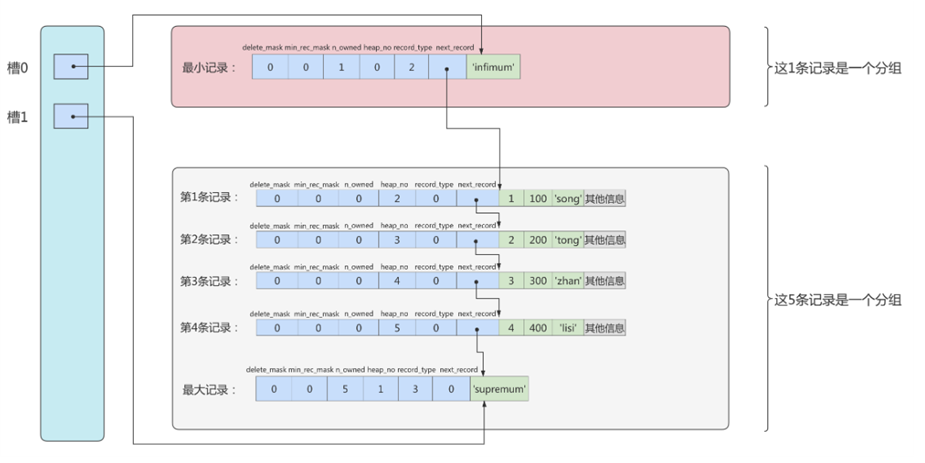 槽0
槽1
delete_mask min_rec_mask n_owned heap_no record_type next_record
最小记录： 0 0 1 0 2 'infimum'
这1条记录是一个分组
delete_mask min_rec_mask n_owned heap_no record_type next_record
第1条记录： 0 0 0 2 0 1 100 'song' 其他信息
delete_mask min_rec_mask n_owned heap_no record_type next_record
第2条记录： 0 0 0 3 0 2 200 'tong' 其他信息
delete_mask min_rec_mask n_owned heap_no record_type next_record
第3条记录： 0 0 0 4 0 3 300 'zhan' 其他信息
这5条记录是一个分组
delete_mask min_rec_mask n_owned heap_no record_type next_record
第4条记录： 0 0 0 5 0 4 400 'lisi' 其他信息
delete_mask min_rec_mask n_owned heap_no record_type next_record
最大记录： 0 0 5 1 3 0 'supremum'